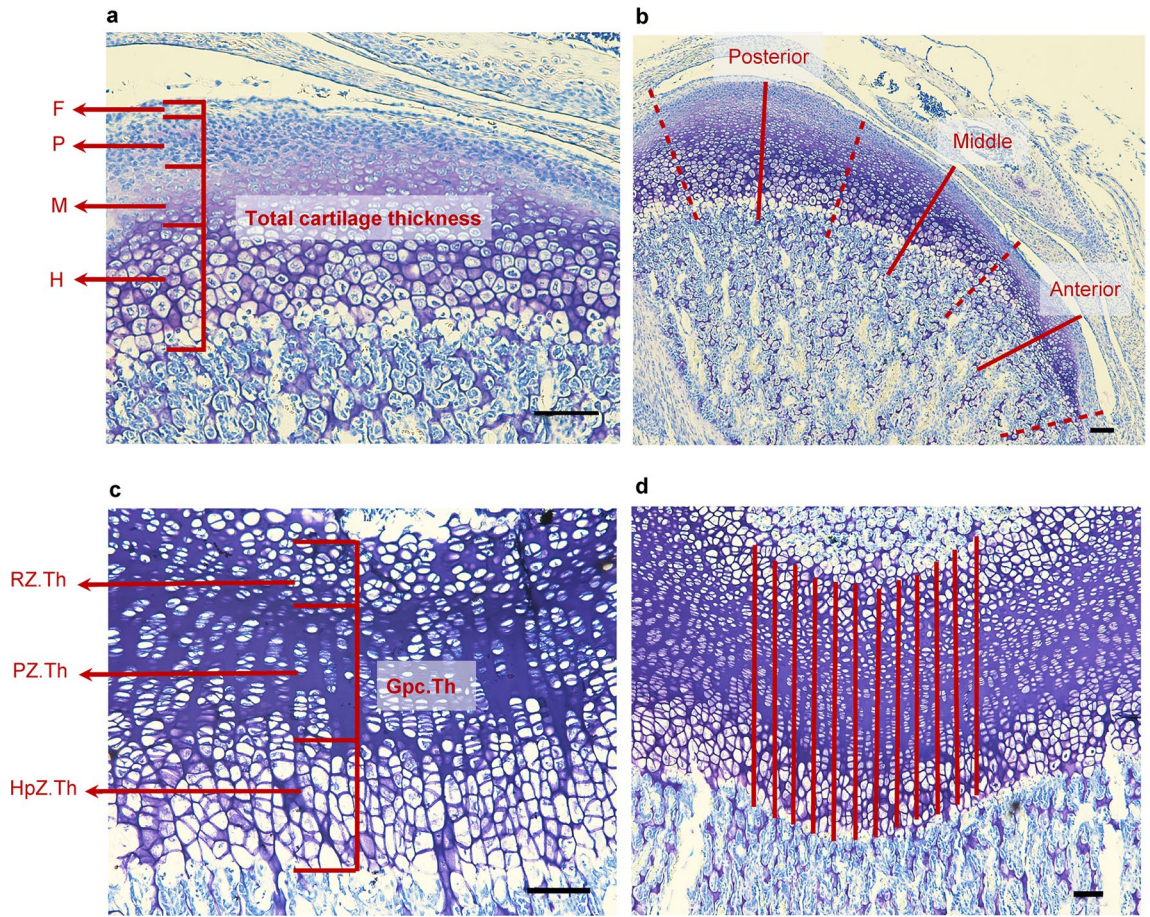 a
F
P
M
H
Total cartilage thickness
b
Posterior
Middle
Anterior
c
RZ.Th
PZ.Th
HpZ.Th
Gpc.Th
d